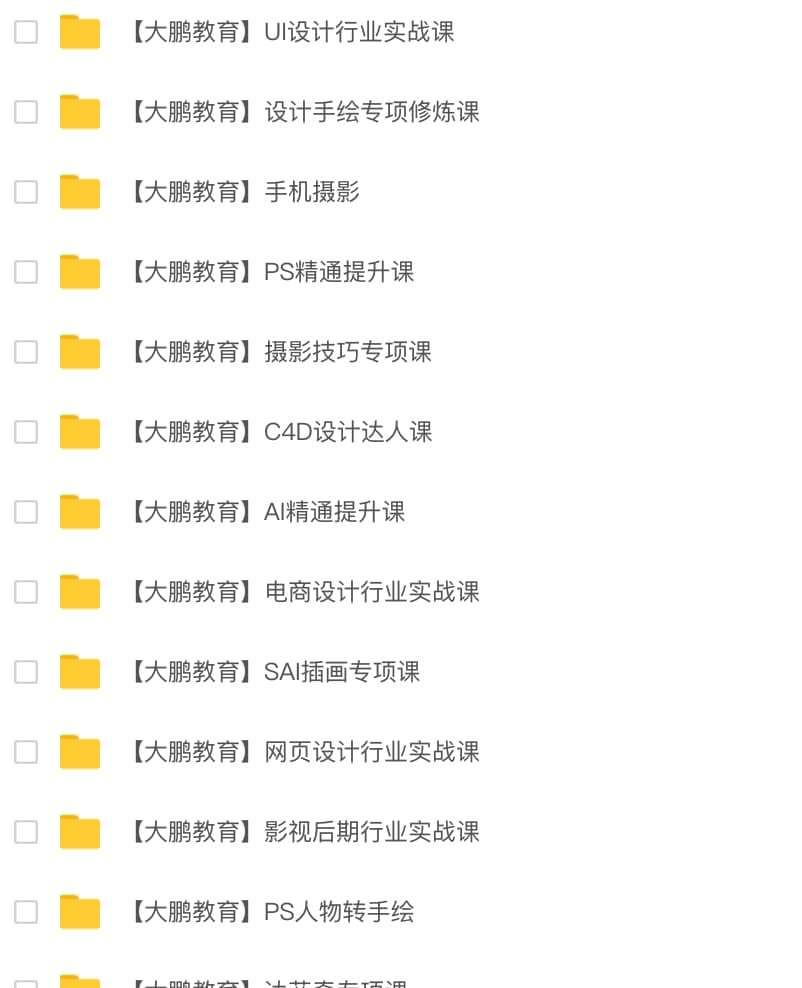 【大鹏教育】UI设计行业实战课
【大鹏教育】设计手绘专项修炼课
【大鹏教育】手机摄影
【大鹏教育】PS精通提升课
【大鹏教育】摄影技巧专项课
【大鹏教育】C4D设计达人课
【大鹏教育】AI精通提升课
【大鹏教育】电商设计行业实战课
【大鹏教育】SAI插画专项课
【大鹏教育】网页设计行业实战课
【大鹏教育】影视后期行业实战课
【大鹏教育】PS人物转手绘
【大鹏教育】